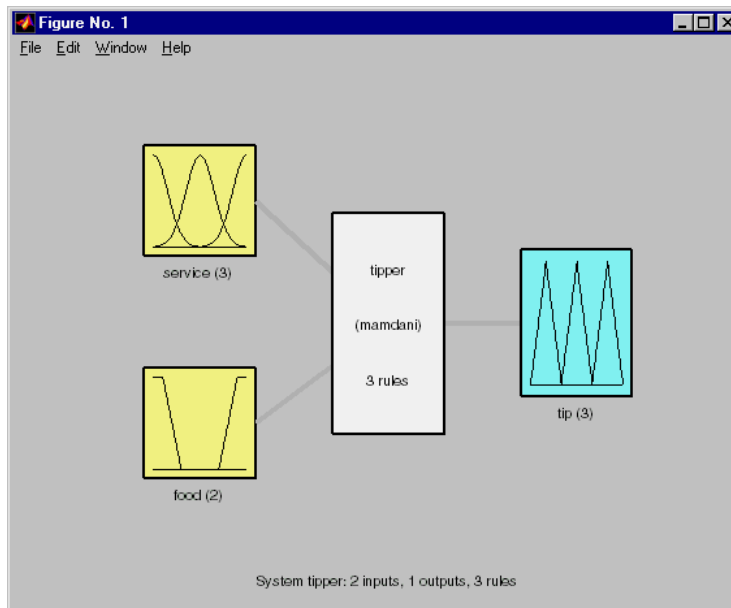 Figure No. 1
File Edit Window Help
service (3)
tipper
(mamdani)
3 rules
tip (3)
food (2)
System tipper: 2 inputs, 1 outputs, 3 rules